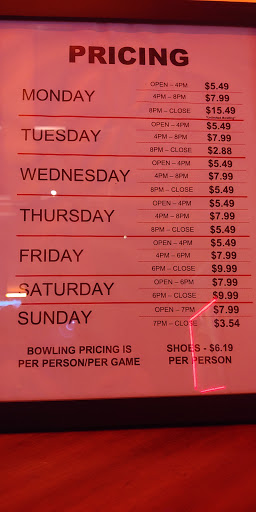 PRICING
MONDAY
OPEN – 4PM $5.49
4PM – 8PM $7.99
8PM – CLOSE $15.49
TUESDAY
OPEN – 4PM $5.49
4PM – 8PM $7.99
8PM – CLOSE $2.88
WEDNESDAY
OPEN – 4PM $5.49
4PM – 8PM $7.99
8PM – CLOSE $5.49
THURSDAY
OPEN – 4PM $5.49
4PM – 8PM $7.99
8PM – CLOSE $5.49
FRIDAY
OPEN – 4PM $5.49
4PM – 6PM $7.99
6PM – CLOSE $9.99
SATURDAY
OPEN – 6PM $7.99
6PM – CLOSE $9.99
SUNDAY
OPEN – 7PM $7.99
7PM – CLOSE $3.54
BOWLING PRICING IS
PER PERSON/PER GAME
SHOES - $6.19
PER PERSON